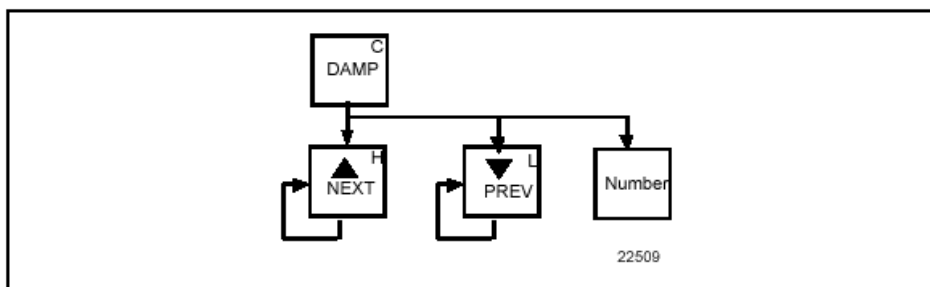 C
DAMP
H
NEXT
L
PREV
Number
22509